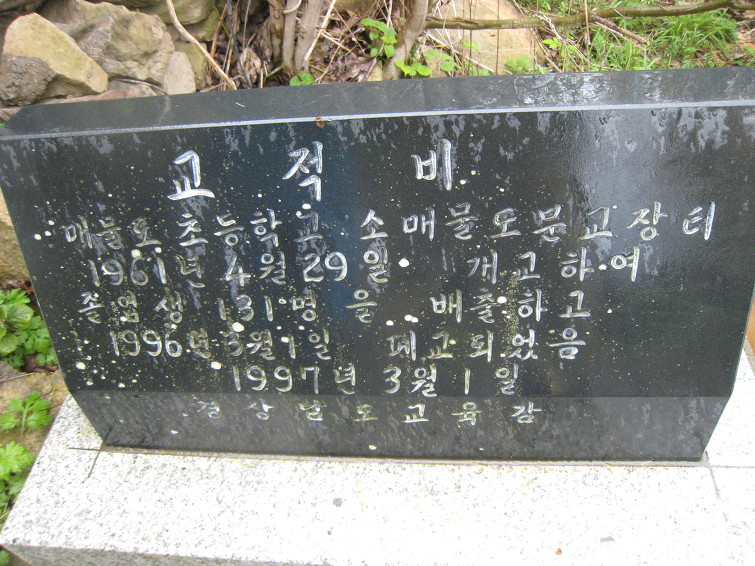 교적비
매물도 초등학교 소매물도분교장터
1961년 4월 29일 개교하여
졸업생 131명을 배출하고
1996년 3월 1일 폐교되었음
1997년 3월 1일
경상남도교육감